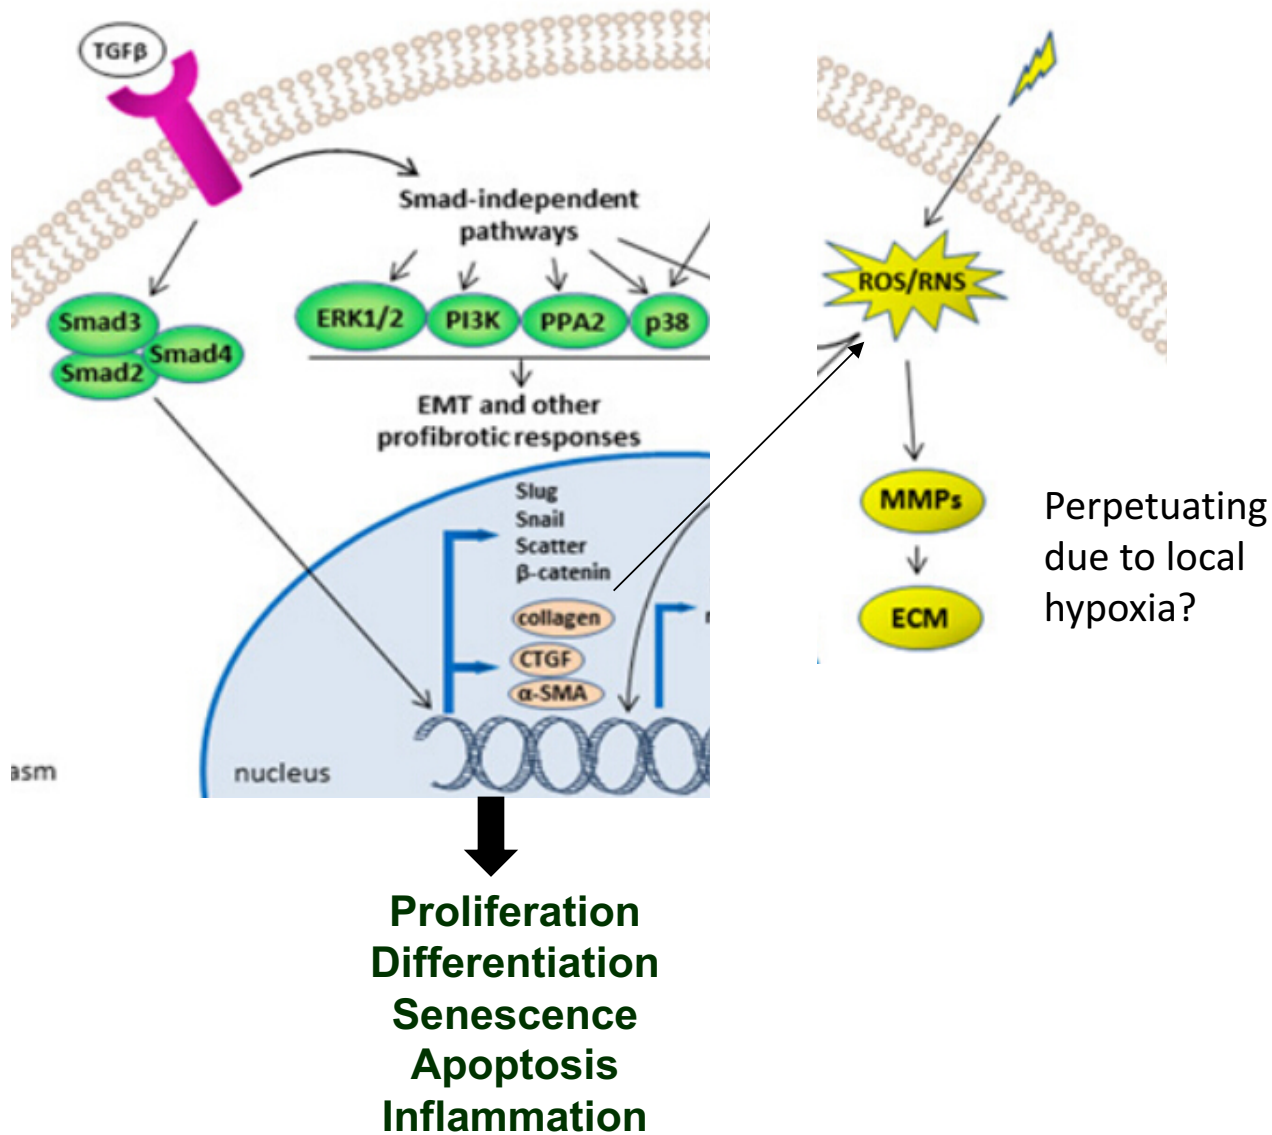 TGFβ
Smad-independent
pathways
Smad3
Smad4
Smad2
ERK1/2
PI3K
PPA2
p38
EMT and other
profibrotic responses
Slug
Snail
Scatter
β-catenin
collagen
CTGF
α-SMA
asm
nucleus
Proliferation
Differentiation
Senescence
Apoptosis
Inflammation
ROS/RNS
MMPs
ECM
Perpetuating
due to local
hypoxia?